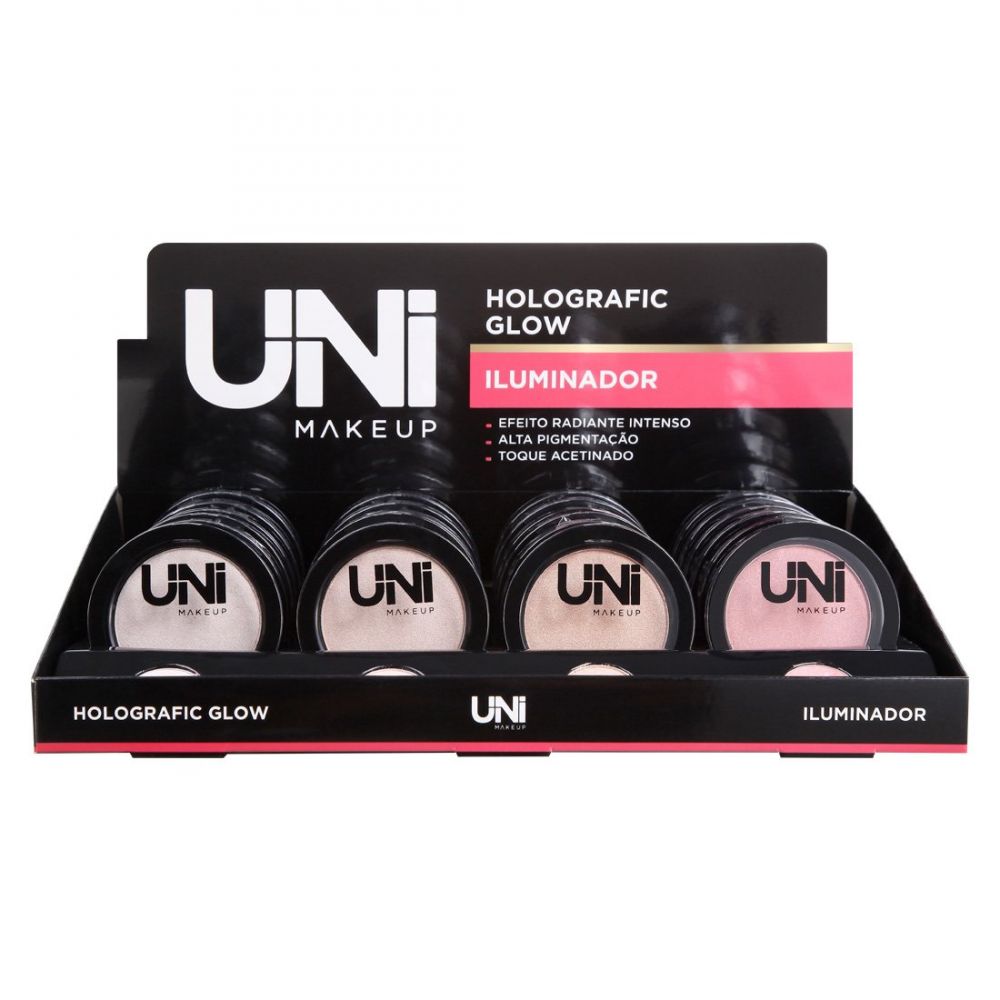 UNi
MAKEUP
HOLOGRAFIC
GLOW
ILUMINADOR
- EFEITO RADIANTE INTENSO
- ALTA PIGMENTAÇÃO
- TOQUE ACETINADO
UNi
MAKEUP
UNi
MAKEUP
UNi
MAKEUP
UNi
MAKEUP
HOLOGRAFIC GLOW
UNi
MAKEUP
ILUMINADOR